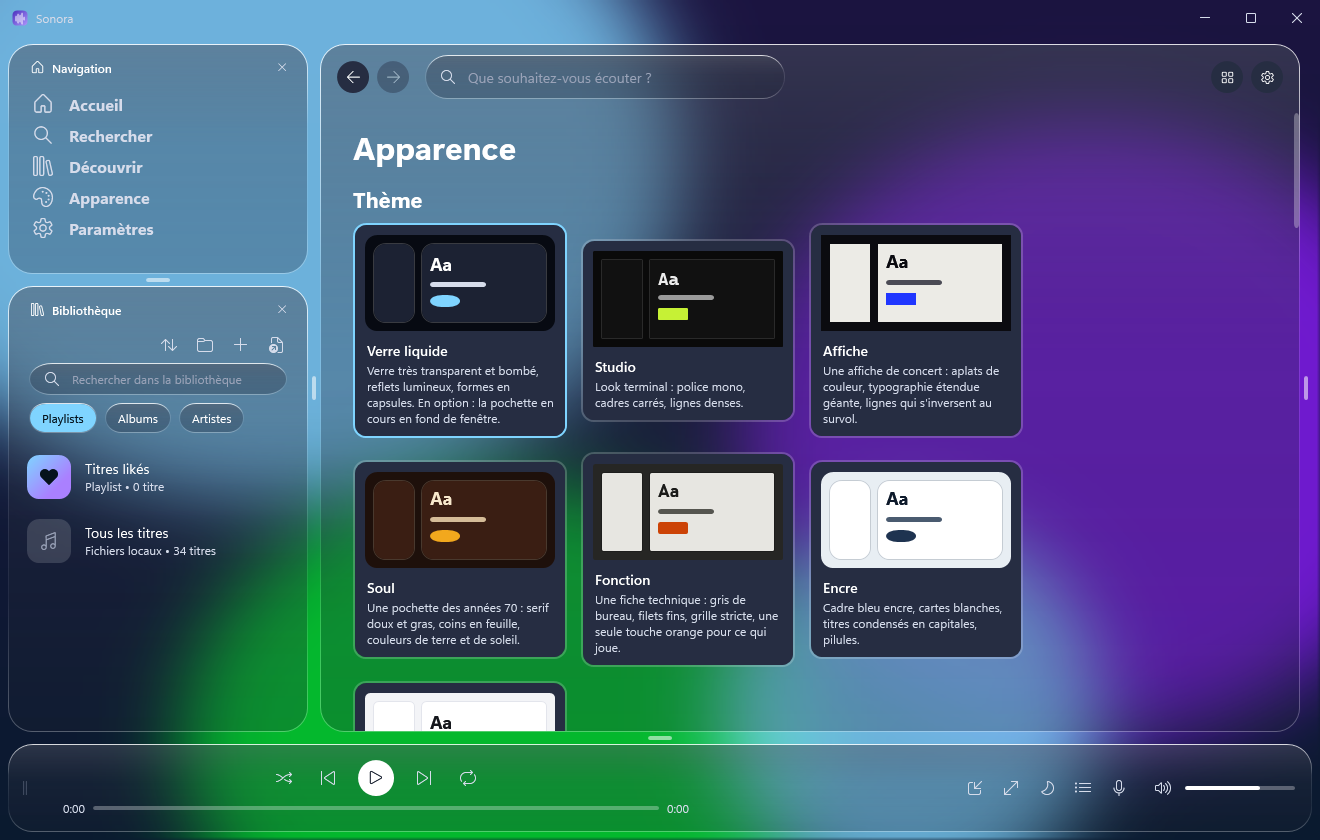 Sonora
Navigation
Accueil
Rechercher
Découvrir
Apparence
Paramètres
Bibliothèque
Rechercher dans la bibliothèque
Playlists
Albums
Artistes
Titres likés
Playlist • 0 titre
Tous les titres
Fichiers locaux • 34 titres
Que souhaitez-vous écouter ?
Apparence
Thème
Aa
Verre liquide
Verre très transparent et bombé,
reflets lumineux, formes en
capsules. En option : la pochette en
cours en fond de fenêtre.
Aa
Studio
Look terminal : police mono,
cadres carrés, lignes denses.
Aa
Affiche
Une affiche de concert : aplats de
couleur, typographie étendue
géante, lignes qui s'inversent au
survol.
Aa
Soul
Une pochette des années 70 : serif
doux et gras, coins en feuille,
couleurs de terre et de soleil.
Aa
Fonction
Une fiche technique : gris de
bureau, filets fins, grille stricte, une
seule touche orange pour ce qui
joue.
Aa
Encre
Cadre bleu encre, cartes blanches,
titres condensés en capitales,
pilules.
Aa
0:00
0:00